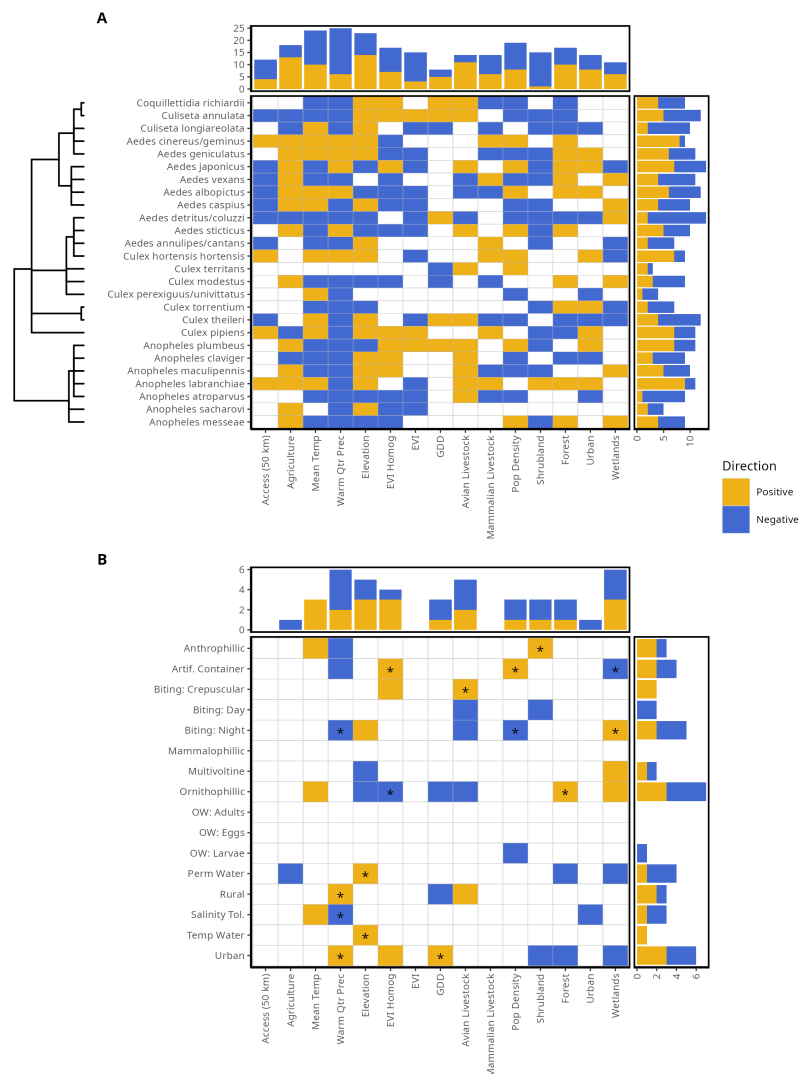 A
25
20
15
10
5
0
Coquillettidia richardii
Culiseta annulata
Culiseta longiareolata
Aedes cinereus/geminus
Aedes geniculatus
Aedes japonicus
Aedes vexans
Aedes albopictus
Aedes caspius
Aedes detritus/coluzzi
Aedes sticticus
Aedes annulipes/cantans
Culex hortensis hortensis
Culex territans
Culex modestus
Culex perexiguus/univittatus
Culex torrentium
Culex theileri
Culex pipiens
Anopheles plumbeus
Anopheles claviger
Anopheles maculipennis
Anopheles labranchiae
Anopheles atroparvus
Anopheles sacharovi
Anopheles messeae
Access (50 km)
Agriculture
Mean Temp
Warm Qtr Prec
Elevation
EVI Homog
EVI
GDD
Avian Livestock
Mammalian Livestock
Pop Density
Shrubland
Forest
Urban
Wetlands
0
5
10
Direction
Positive
Negative
B
6
4
2
0
Anthrophillic
*
Artif. Container
* * *
Biting: Crepuscular
*
Biting: Day
Biting: Night
* * *
Mammalophillic
Multivoltine
Ornithophillic
* *
OW: Adults
OW: Eggs
OW: Larvae
Perm Water
*
Rural
*
Salinity Tol.
*
Temp Water
*
Urban
* *
Access (50 km)
Agriculture
Mean Temp
Warm Qtr Prec
Elevation
EVI Homog
EVI
GDD
Avian Livestock
Mammalian Livestock
Pop Density
Shrubland
Forest
Urban
Wetlands
0
2
4
6